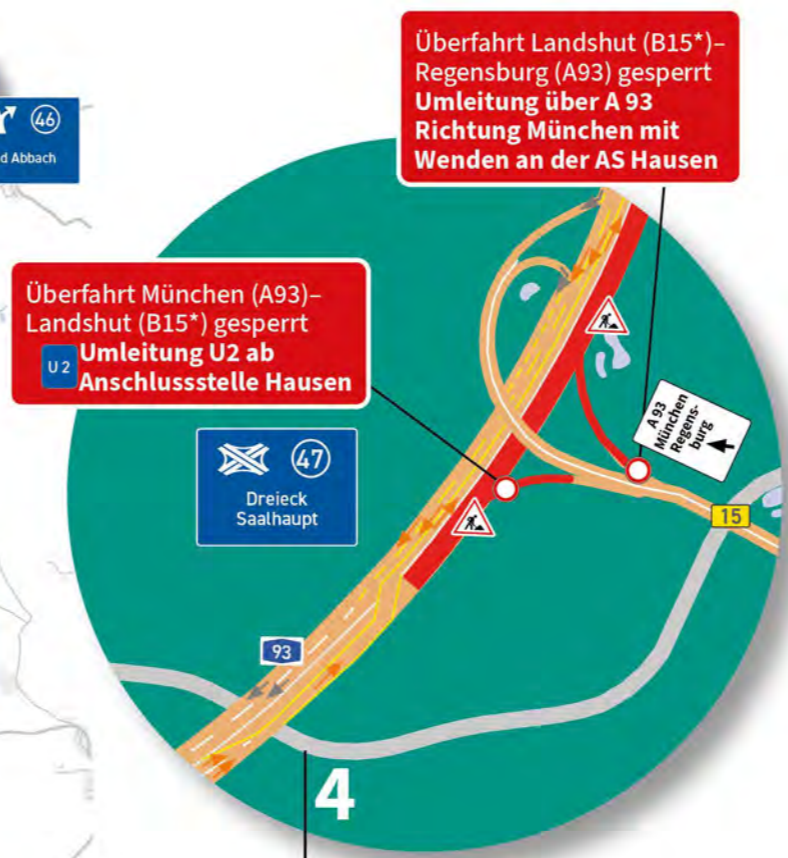 Überfahrt Landshut (B15*)–
Regensburg (A93) gesperrt
Umleitung über A 93
Richtung München mit
Wenden an der AS Hausen
46
d Abbach
Überfahrt München (A93)–
Landshut (B15*) gesperrt
U 2 Umleitung U2 ab
Anschlussstelle Hausen
A 93
München
Regens-
burg
47
Dreieck
Saalhaupt
15
93
4